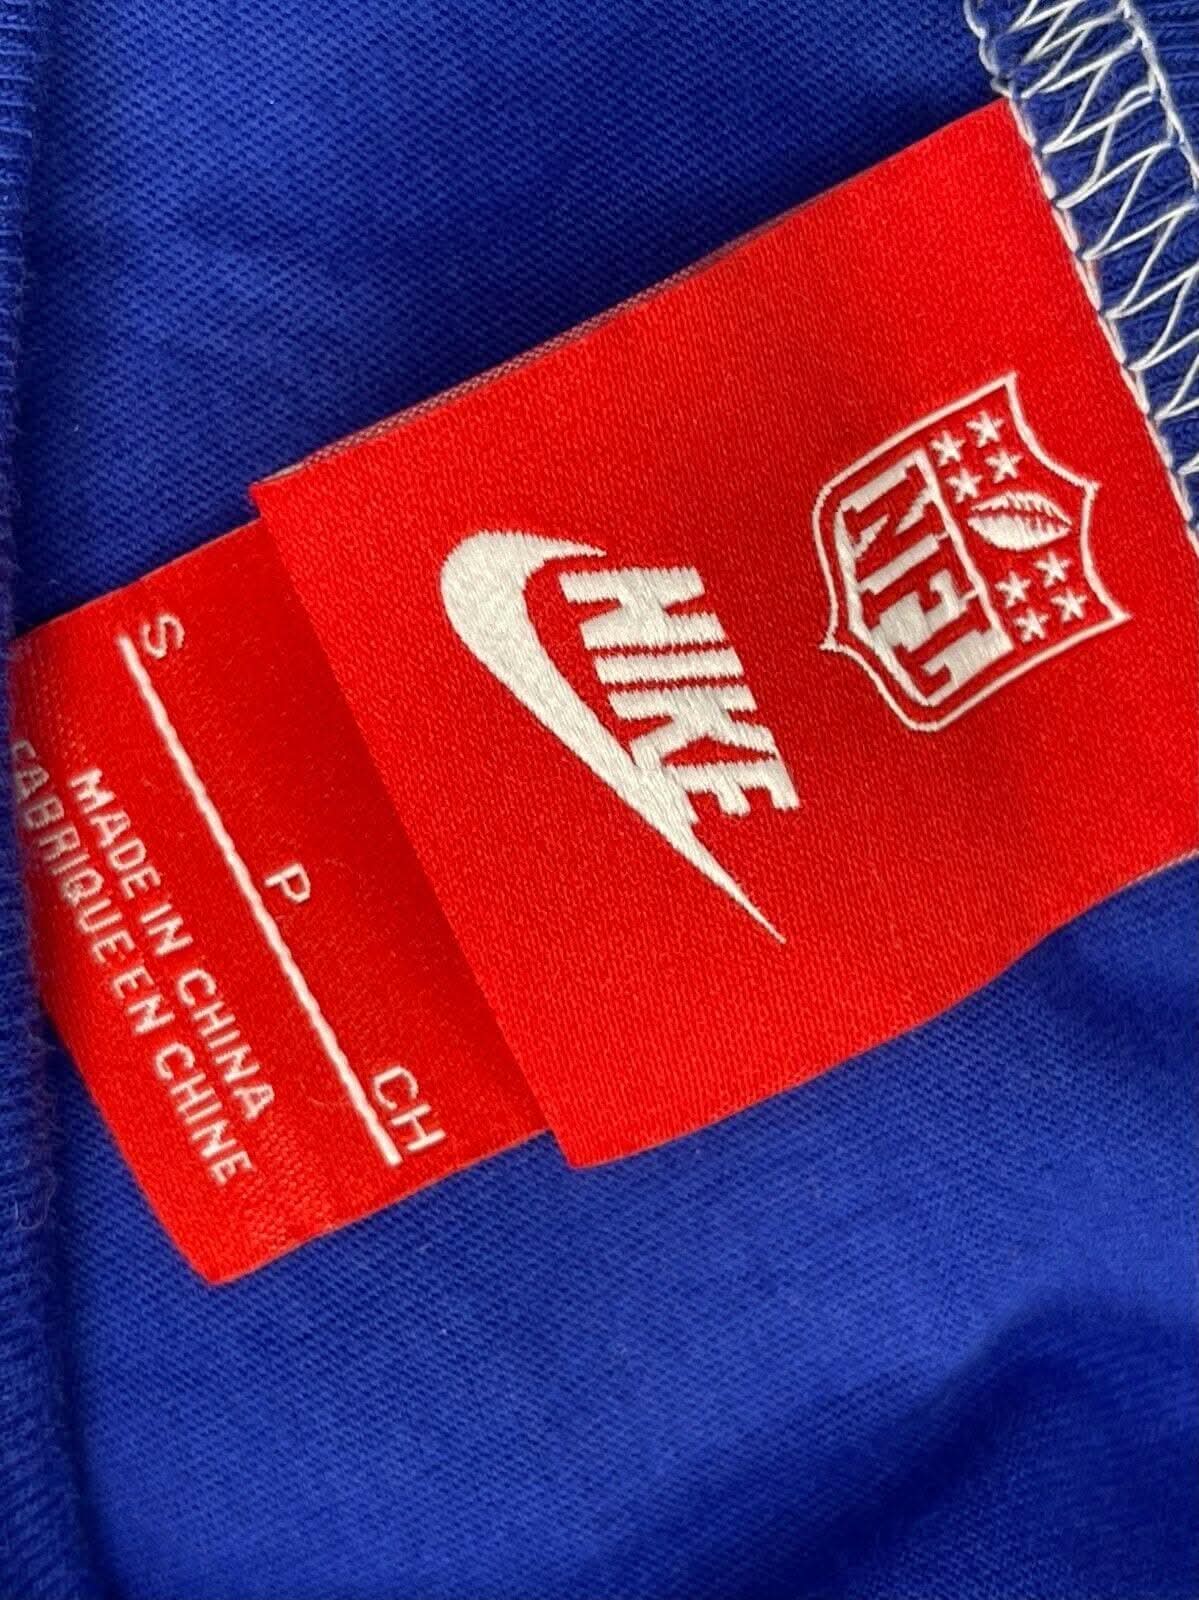 NFL
NIKE
S P CH
MADE IN CHINA
FABRIQUE EN CHINE